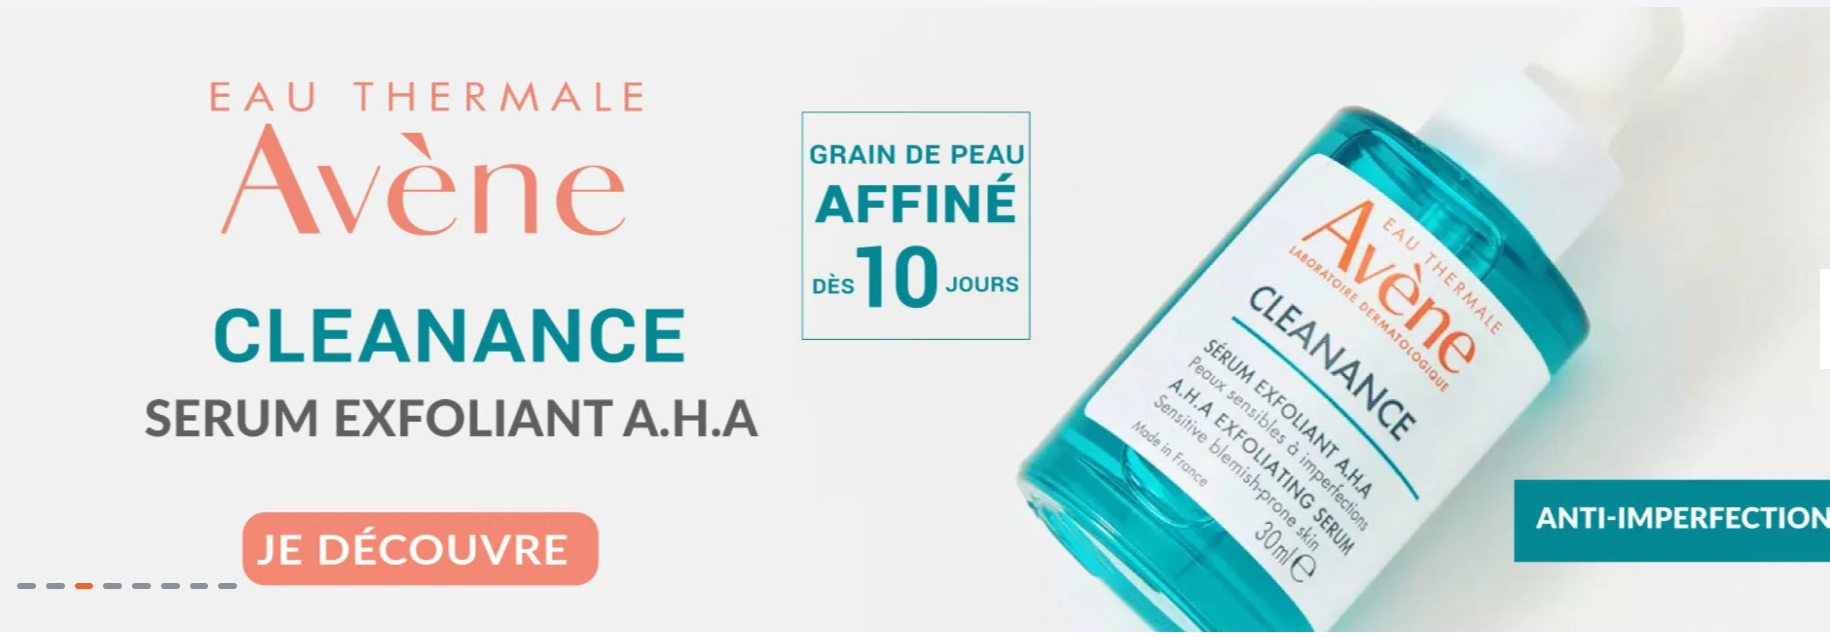 EAU THERMALE
Avène
CLEANANCE
SERUM EXFOLIANT A.H.A
JE DÉCOUVRE
GRAIN DE PEAU
AFFINÉ
DÈS 10 JOURS
EAU THERMALE
Avène
LABORATOIRE DERMATOLOGIQUE
CLEANANCE
SÉRUM EXFOLIANT A.H.A
Peaux sensibles à imperfections
A.H.A EXFOLIATING SERUM
Sensitive blemish-prone skin
Made in France
30ml e
ANTI-IMPERFECTION